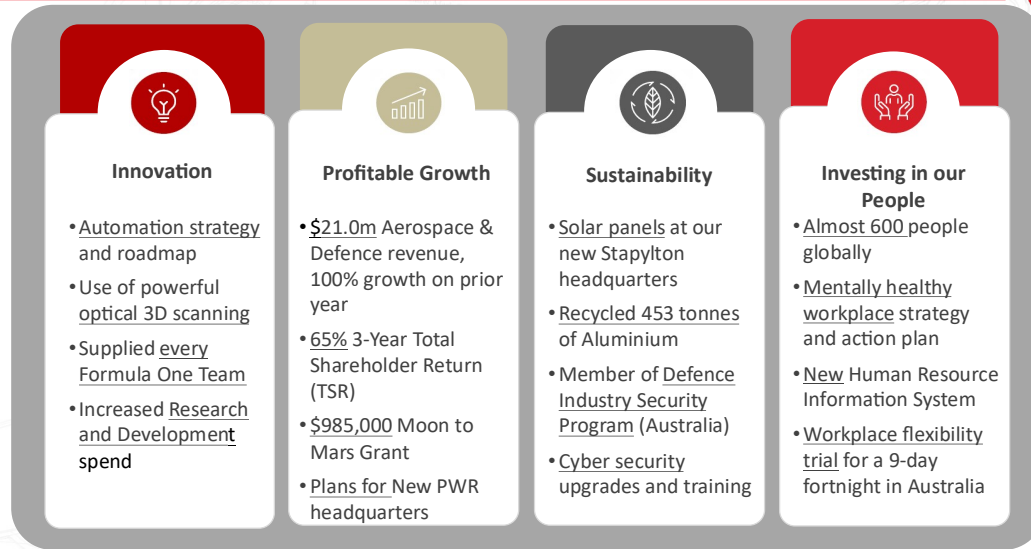 Innovation
• Automation strategy
and roadmap
• Use of powerful
optical 3D scanning
• Supplied every
Formula One Team
• Increased Research
and Development
spend
Profitable Growth
• $21.0m Aerospace &
Defence revenue,
100% growth on prior
year
• 65% 3-Year Total
Shareholder Return
(TSR)
• $985,000 Moon to
Mars Grant
• Plans for New PWR
headquarters
Sustainability
• Solar panels at our
new Stapylton
headquarters
• Recycled 453 tonnes
of Aluminium
• Member of Defence
Industry Security
Program (Australia)
• Cyber security
upgrades and training
Investing in our
People
• Almost 600 people
globally
• Mentally healthy
workplace strategy
and action plan
• New Human Resource
Information System
• Workplace flexibility
trial for a 9-day
fortnight in Australia